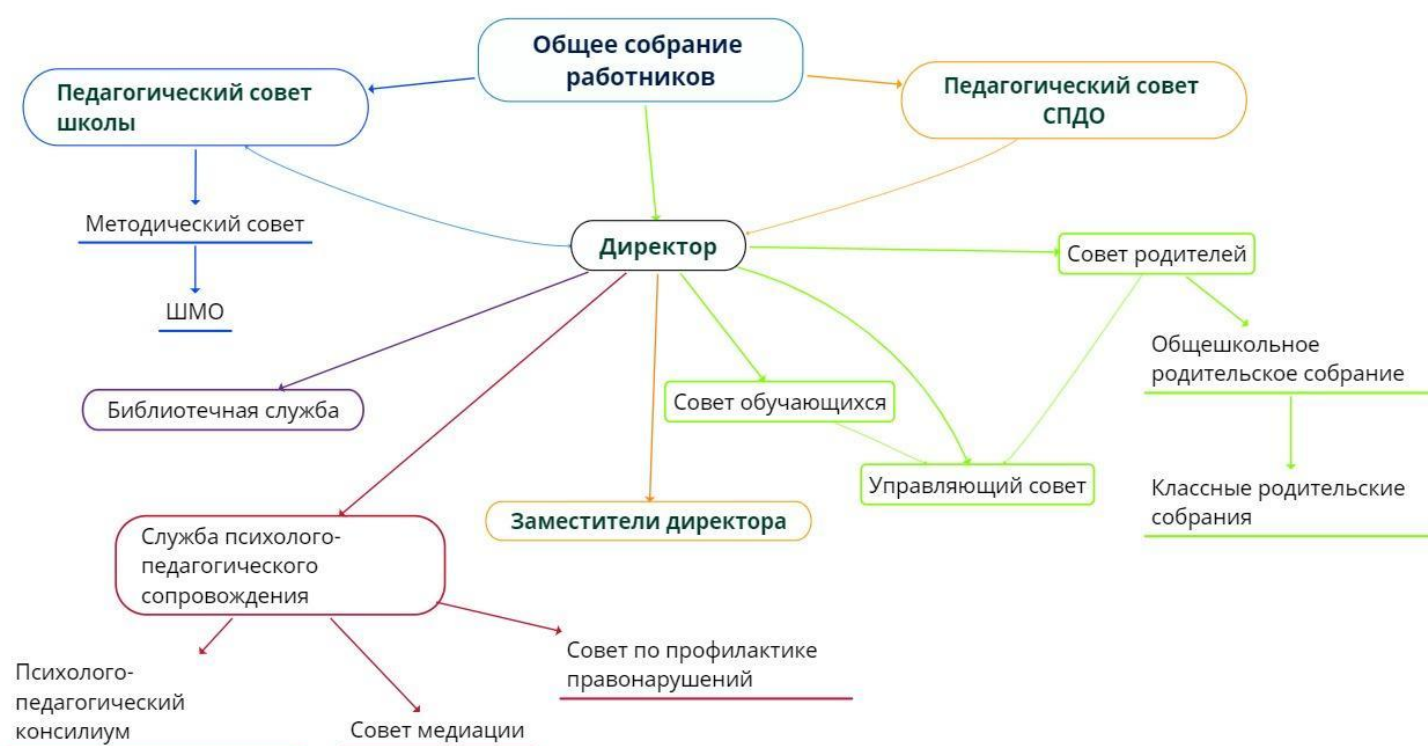 Общее собрание
работников
Педагогический совет
школы
Педагогический совет
СПДО
Методический совет
Директор
Совет родителей
ШМО
Общешкольное
родительское собрание
Библиотечная служба
Совет обучающихся
Управляющий совет
Классные родительские
собрания
Заместители директора
Служба психолого-
педагогического
сопровождения
Совет по профилактике
правонарушений
Психолого-
педагогический
консилиум
Совет медиации